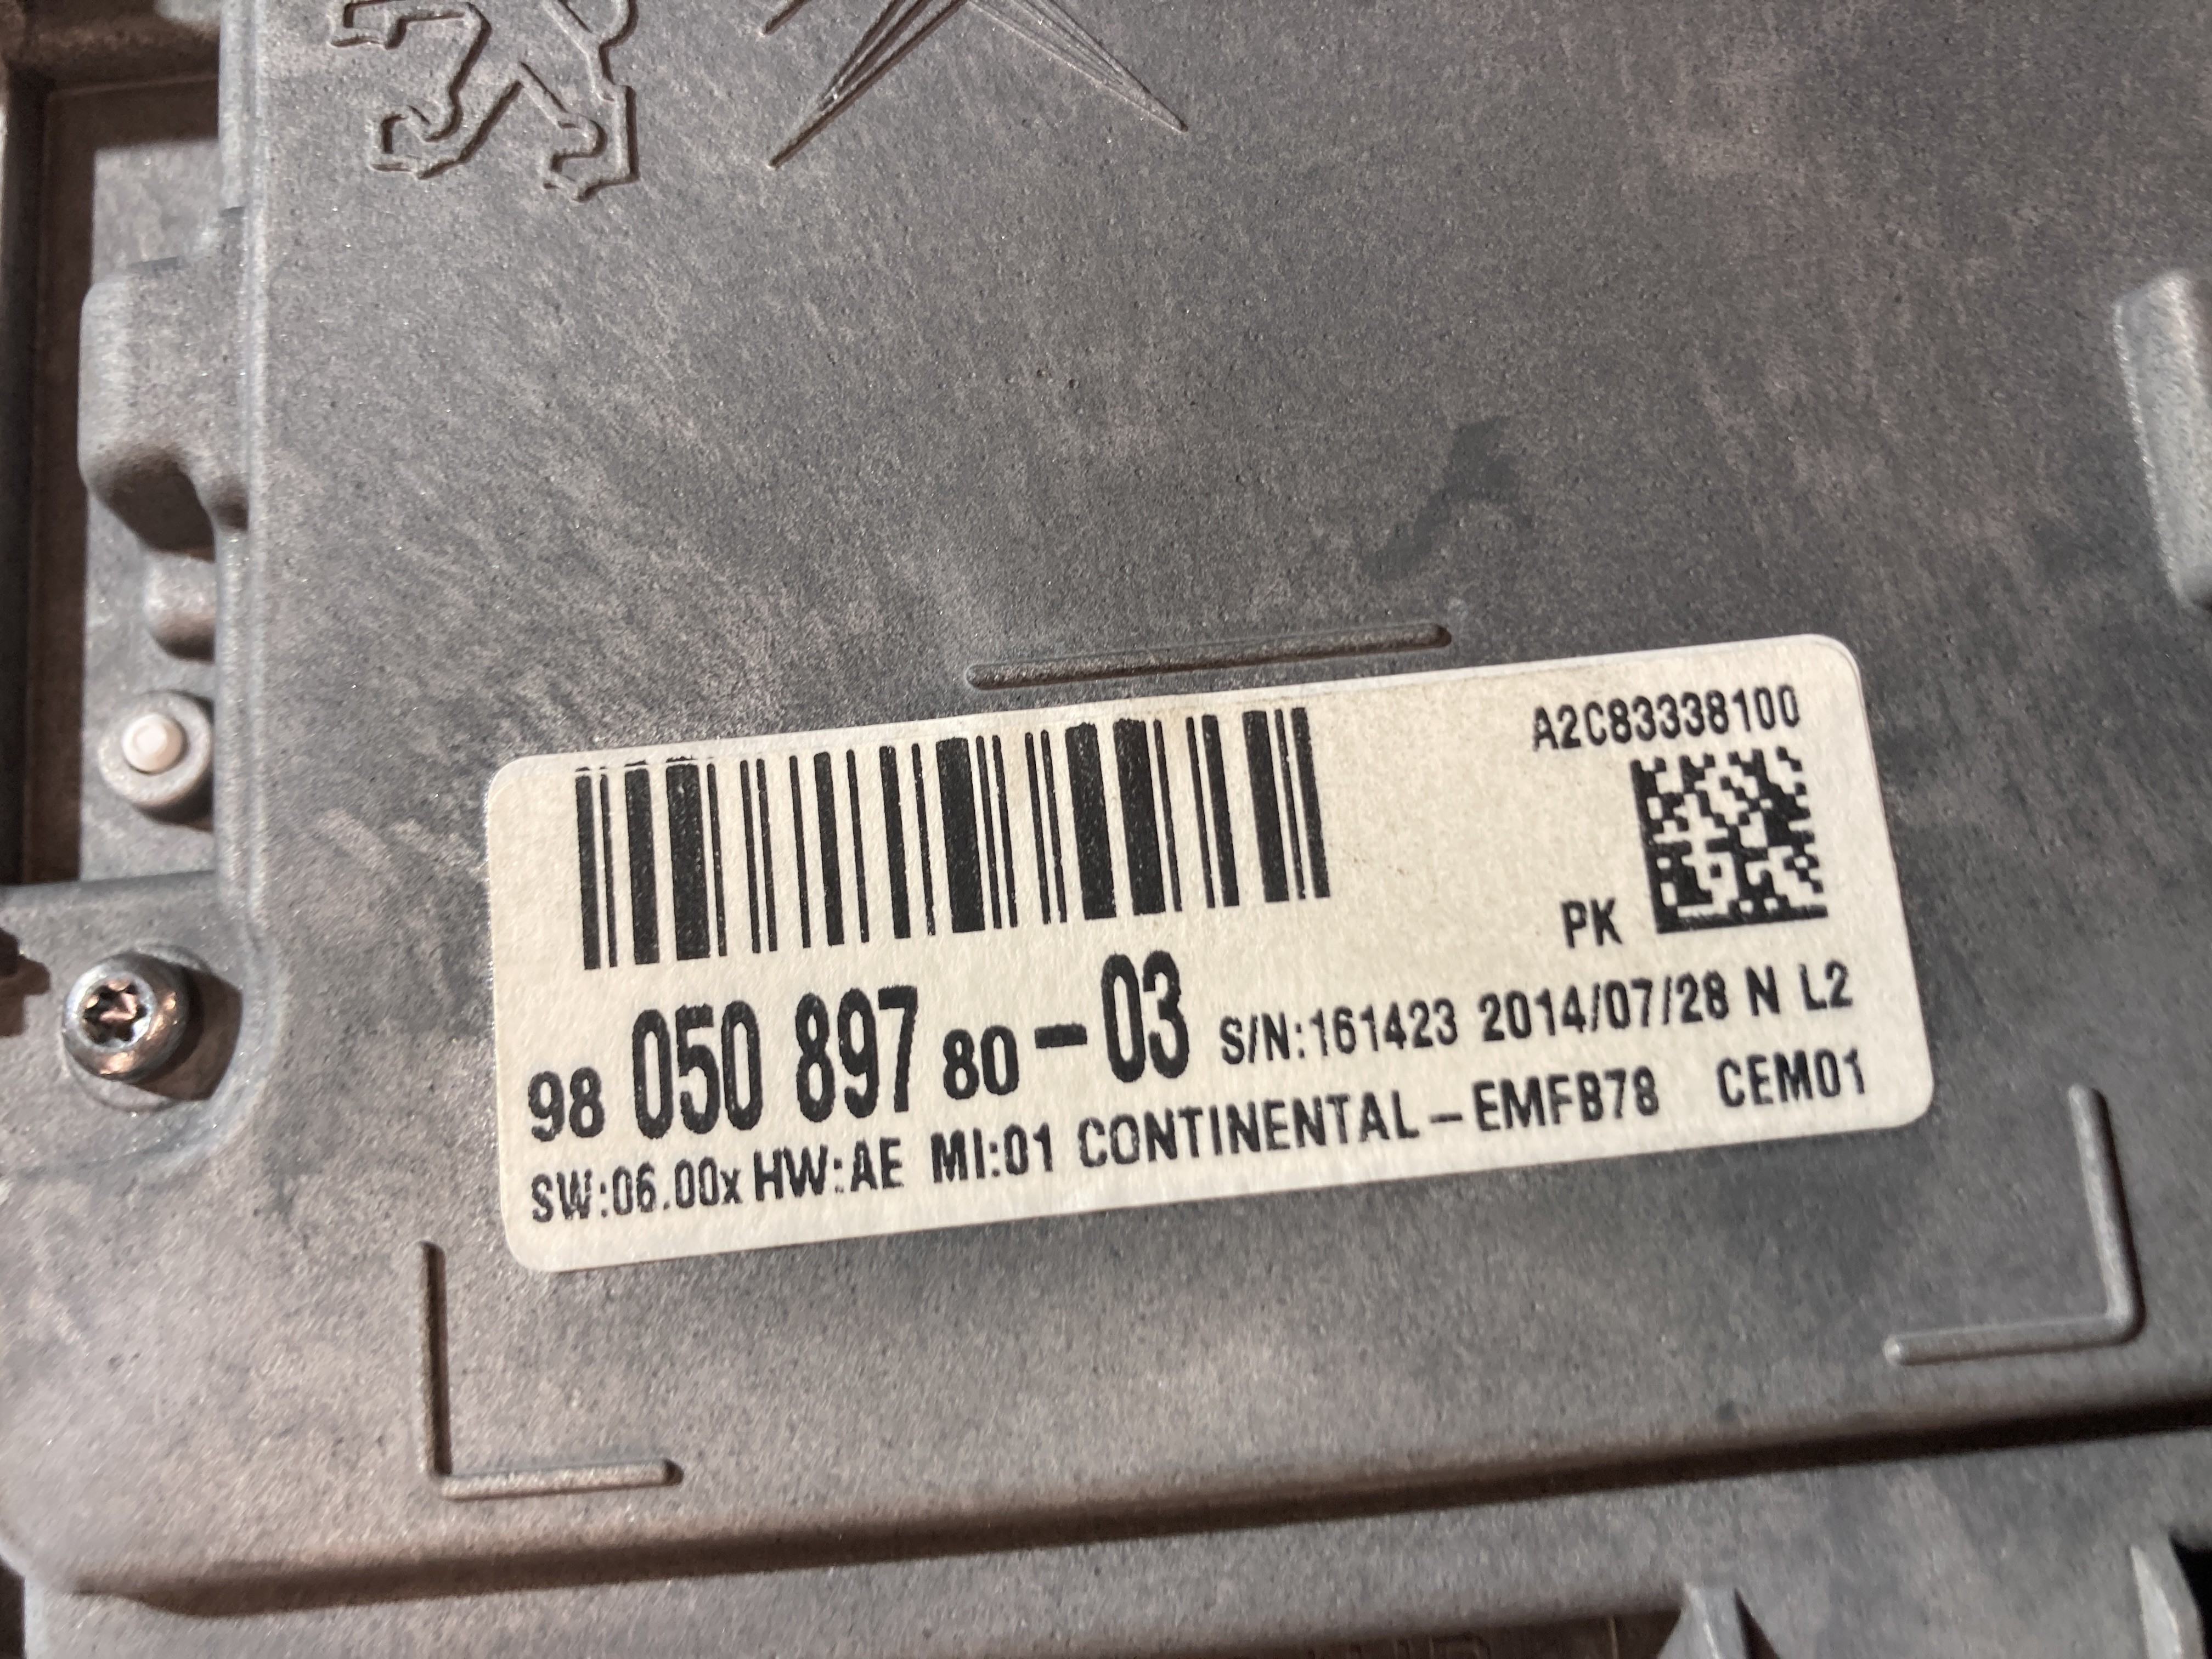 A2C83338100
PK
98 050 897 80-03 S/N:161423 2014/07/28 N L2
SW:06.00x HW:AE MI:01 CONTINENTAL-EMFB78 CEM01